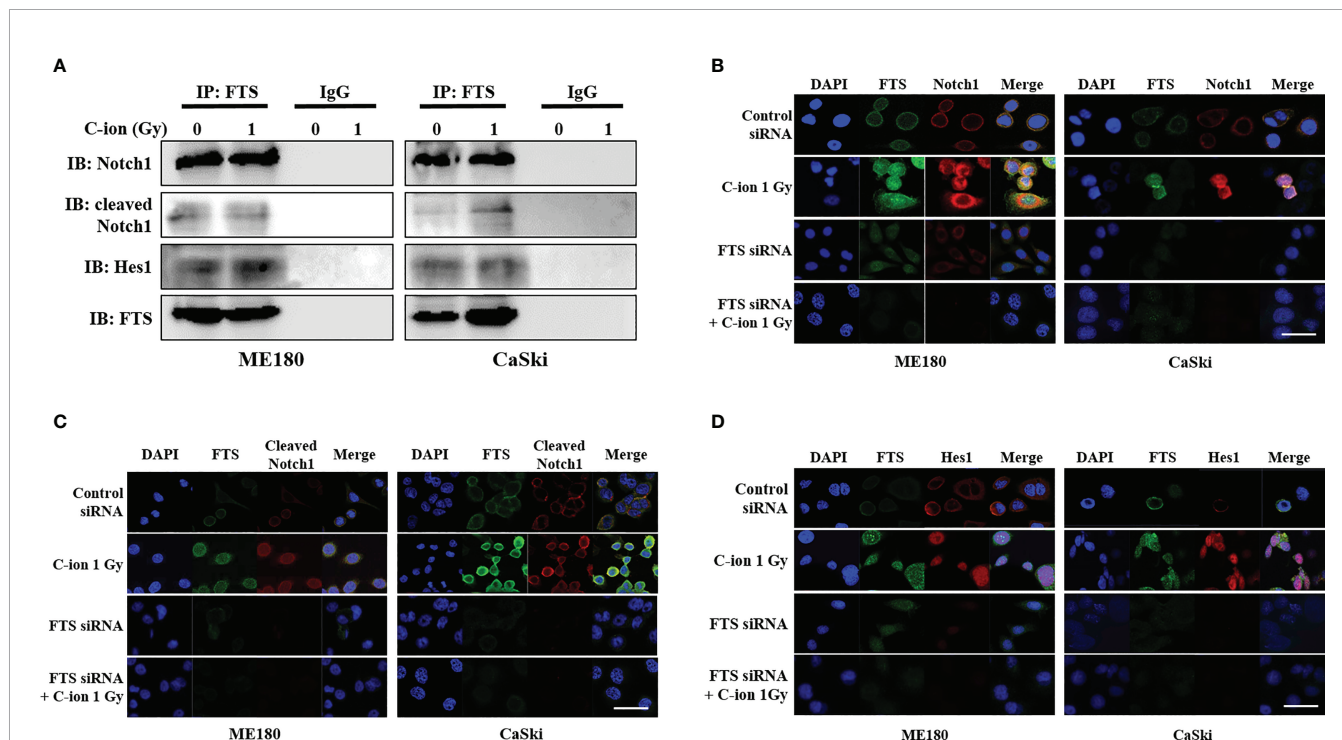 A
IP: FTS IgG IP: FTS IgG
C-ion (Gy) 0 1 0 1 0 1 0 1
IB: Notch1
IB: cleaved
Notch1
IB: Hes1
IB: FTS
ME180 CaSki
B
DAPI FTS Notch1 Merge DAPI FTS Notch1 Merge
Control
siRNA
C-ion 1 Gy
FTS siRNA
FTS siRNA
+ C-ion 1 Gy
ME180 CaSki
C
DAPI FTS Cleaved Notch1 Merge DAPI FTS Cleaved Notch1 Merge
Control
siRNA
C-ion 1 Gy
FTS siRNA
FTS siRNA
+ C-ion 1 Gy
ME180 CaSki
D
DAPI FTS Hes1 Merge DAPI FTS Hes1 Merge
Control
siRNA
C-ion 1 Gy
FTS siRNA
FTS siRNA
+ C-ion 1Gy
ME180 CaSki